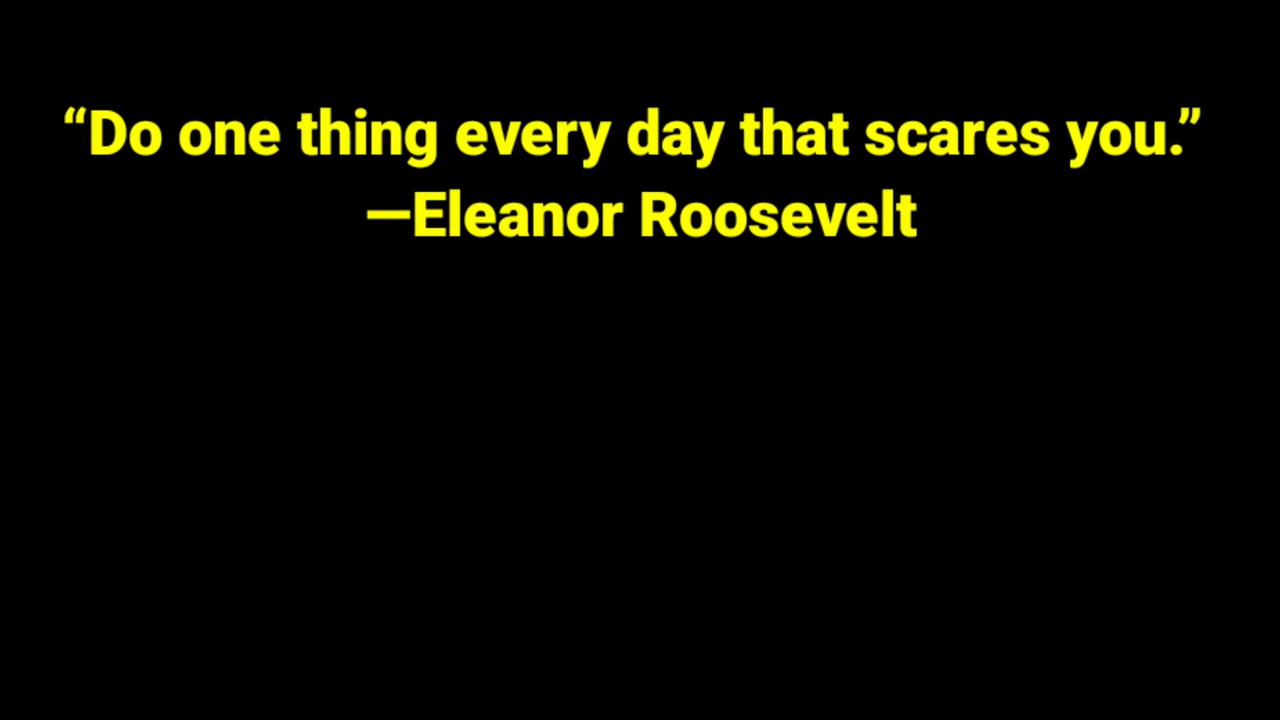 “Do one thing every day that scares you.”
—Eleanor Roosevelt